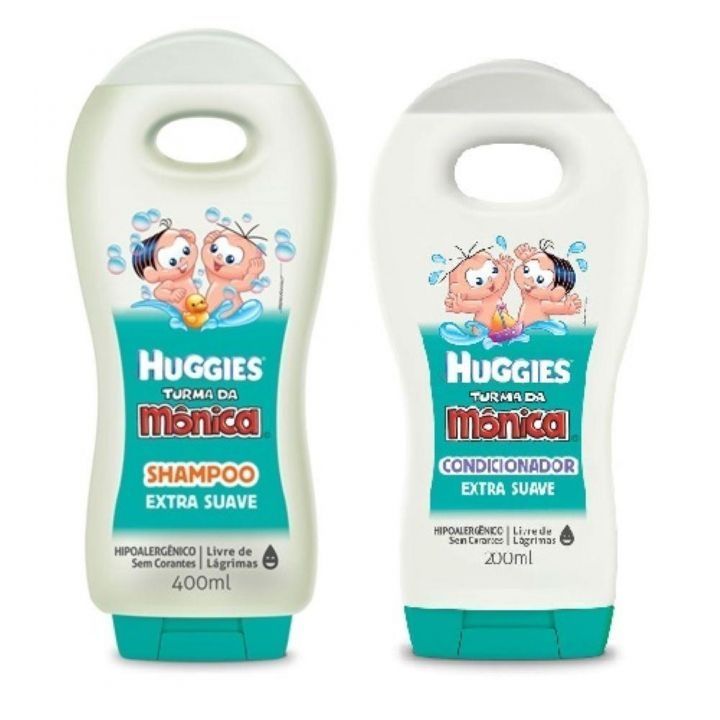 HUGGIES
TURMA DA
Mônica
SHAMPOO
EXTRA SUAVE
HIPOALERGÊNICO
Sem Corantes
Livre de
Lágrimas
400ml
HUGGIES
TURMA DA
Mônica
CONDICIONADOR
EXTRA SUAVE
HIPOALERGÊNICO
Sem Corantes
Livre de
Lágrimas
200ml